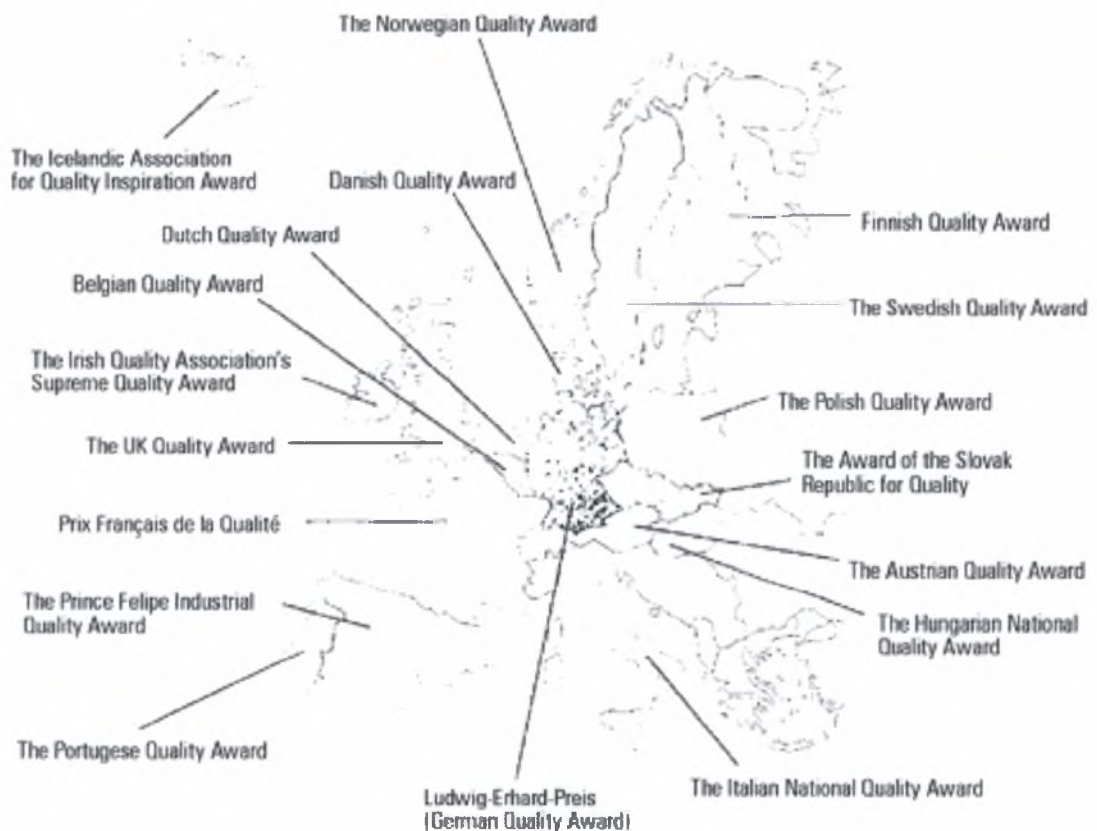 The Norwegian Quality Award
The Icelandic Association
for Quality Inspiration Award
Danish Quality Award
Finnish Quality Award
Dutch Quality Award
Belgian Quality Award
The Swedish Quality Award
The Irish Quality Association's
Supreme Quality Award
The Polish Quality Award
The UK Quality Award
The Award of the Slovak
Republic for Quality
Prix Français de la Qualité
The Austrian Quality Award
The Prince Felipe Industrial
Quality Award
The Hungarian National
Quality Award
The Portugese Quality Award
The Italian National Quality Award
Ludwig-Erhard-Preis
(German Quality Award)